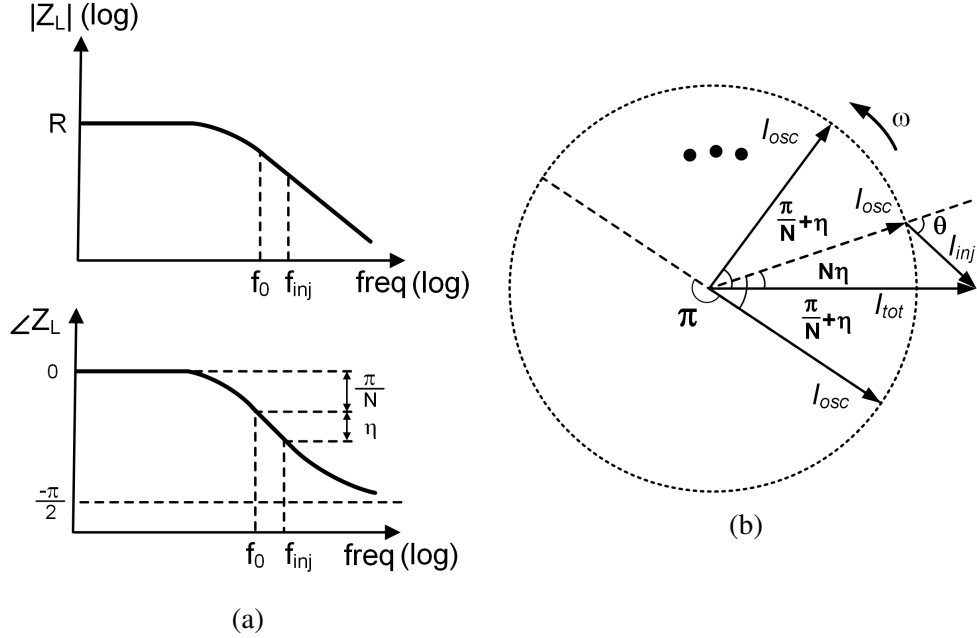 |Z_L| (log)
R
f_0
f_inj
freq (log)
∠Z_L
0
π/N
η
-π/2
f_0
f_inj
freq (log)
(a)
ω
I_osc
I_osc
θ
I_inj
π/N+η
Nη
I_tot
π/N+η
π
I_osc
(b)